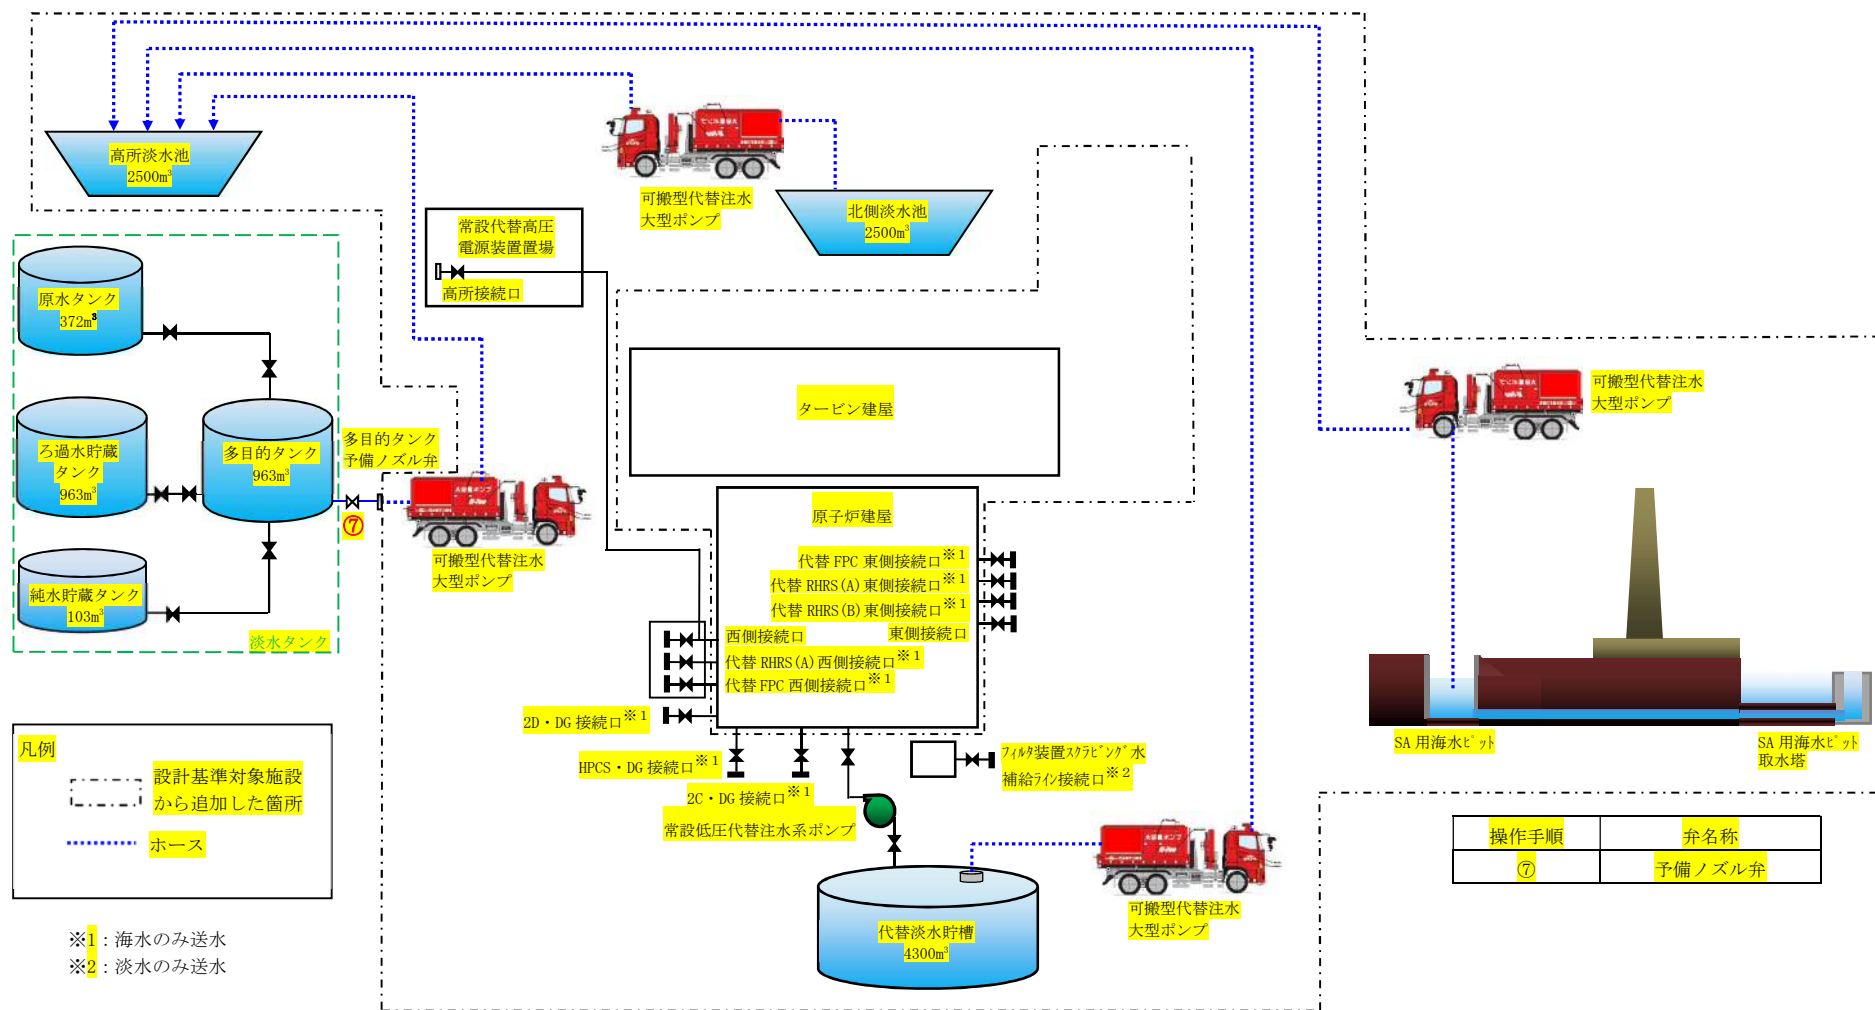 高所淡水池
2500m³
可搬型代替注水
大型ポンプ
北側淡水池
2500m³
常設代替高圧
電源装置置場
高所接続口
原水タンク
372m³
ろ過水貯蔵
タンク
963m³
多目的タンク
963m³
純水貯蔵タンク
103m³
淡水タンク
多目的タンク
予備ノズル弁
⑦
可搬型代替注水
大型ポンプ
タービン建屋
原子炉建屋
代替 FPC 東側接続口※1
代替 RHRS(A)東側接続口※1
代替 RHRS(B)東側接続口※1
東側接続口
西側接続口
代替 RHRS(A)西側接続口※1
代替 FPC 西側接続口※1
2D・DG 接続口※1
HPCS・DG 接続口※1
2C・DG 接続口※1
常設低圧代替注水系ポンプ
フィルタ装置スクラビング水
補給ライン接続口※2
代替淡水貯槽
4300m³
可搬型代替注水
大型ポンプ
可搬型代替注水
大型ポンプ
SA 用海水ピット
SA 用海水ピット
取水塔
凡例
設計基準対象施設
から追加した箇所
ホース
※1：海水のみ送水
※2：淡水のみ送水
操作手順 弁名称
⑦ 予備ノズル弁